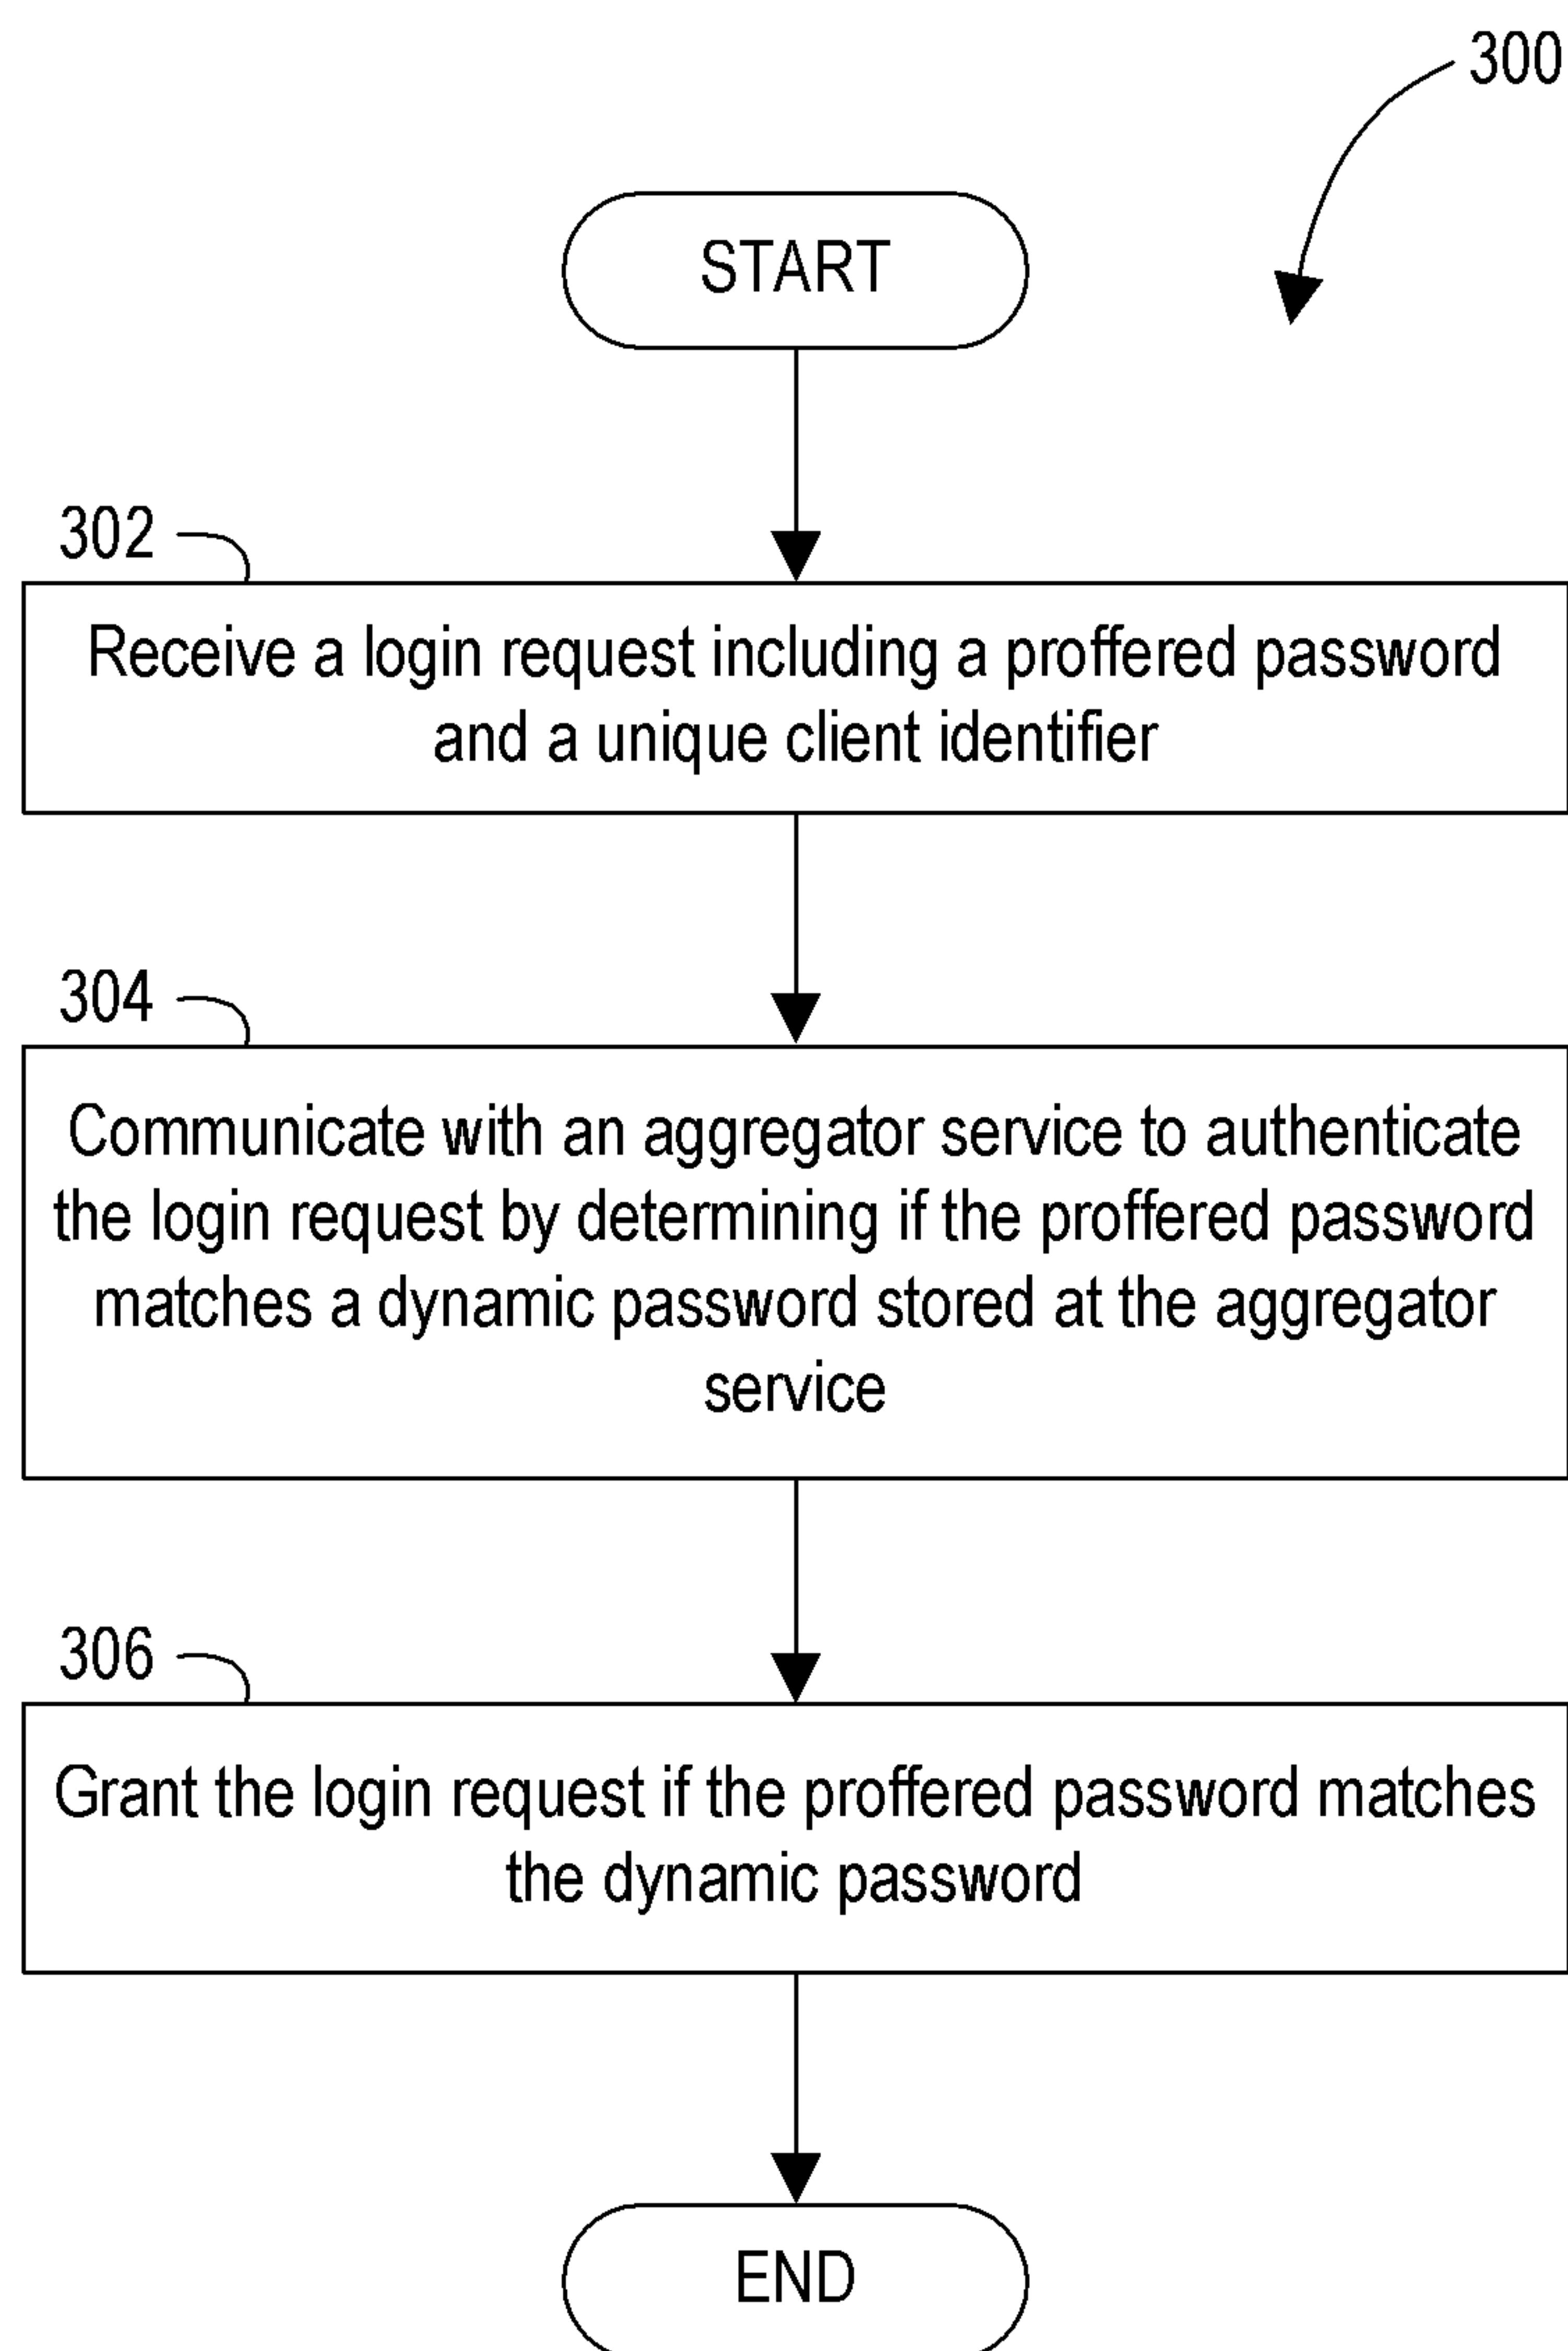 300
START
302
Receive a login request including a proffered password
and a unique client identifier
304
Communicate with an aggregator service to authenticate
the login request by determining if the proffered password
matches a dynamic password stored at the aggregator
service
306
Grant the login request if the proffered password matches
the dynamic password
END